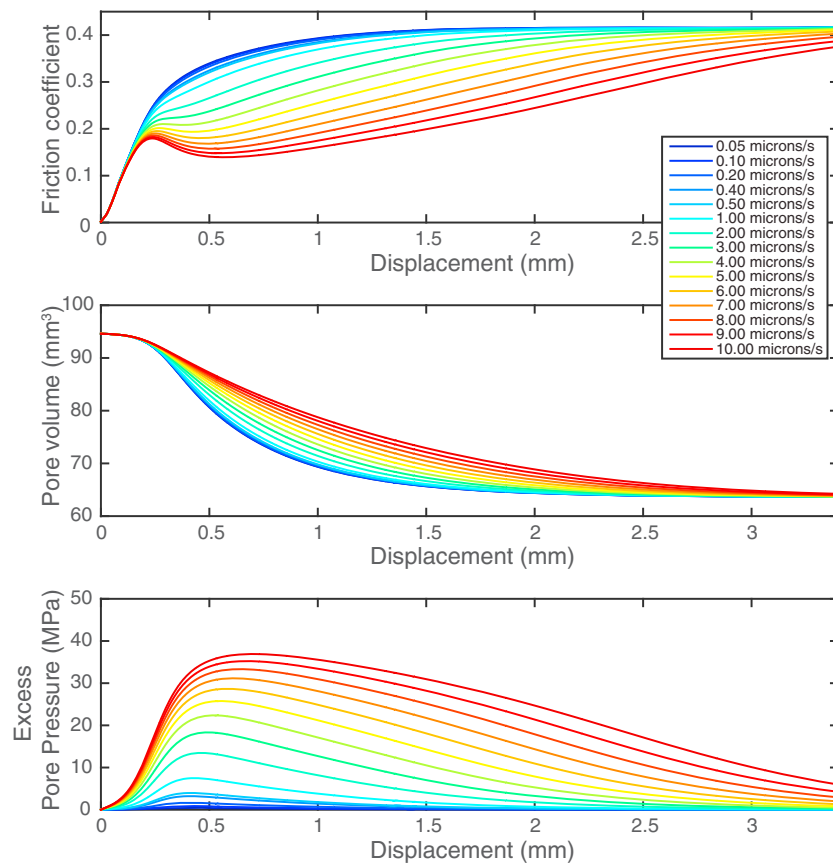 Friction coefficient
0.4
0.3
0.2
0.1
0
0
0.5
1
1.5
2
2.5
Displacement (mm)
0.05 microns/s
0.10 microns/s
0.20 microns/s
0.40 microns/s
0.50 microns/s
1.00 microns/s
2.00 microns/s
3.00 microns/s
4.00 microns/s
5.00 microns/s
6.00 microns/s
7.00 microns/s
8.00 microns/s
9.00 microns/s
10.00 microns/s
Pore volume (mm³)
100
90
80
70
60
0
0.5
1
1.5
2
2.5
3
Displacement (mm)
Excess
Pore Pressure (MPa)
50
40
30
20
10
0
0
0.5
1
1.5
2
2.5
3
Displacement (mm)